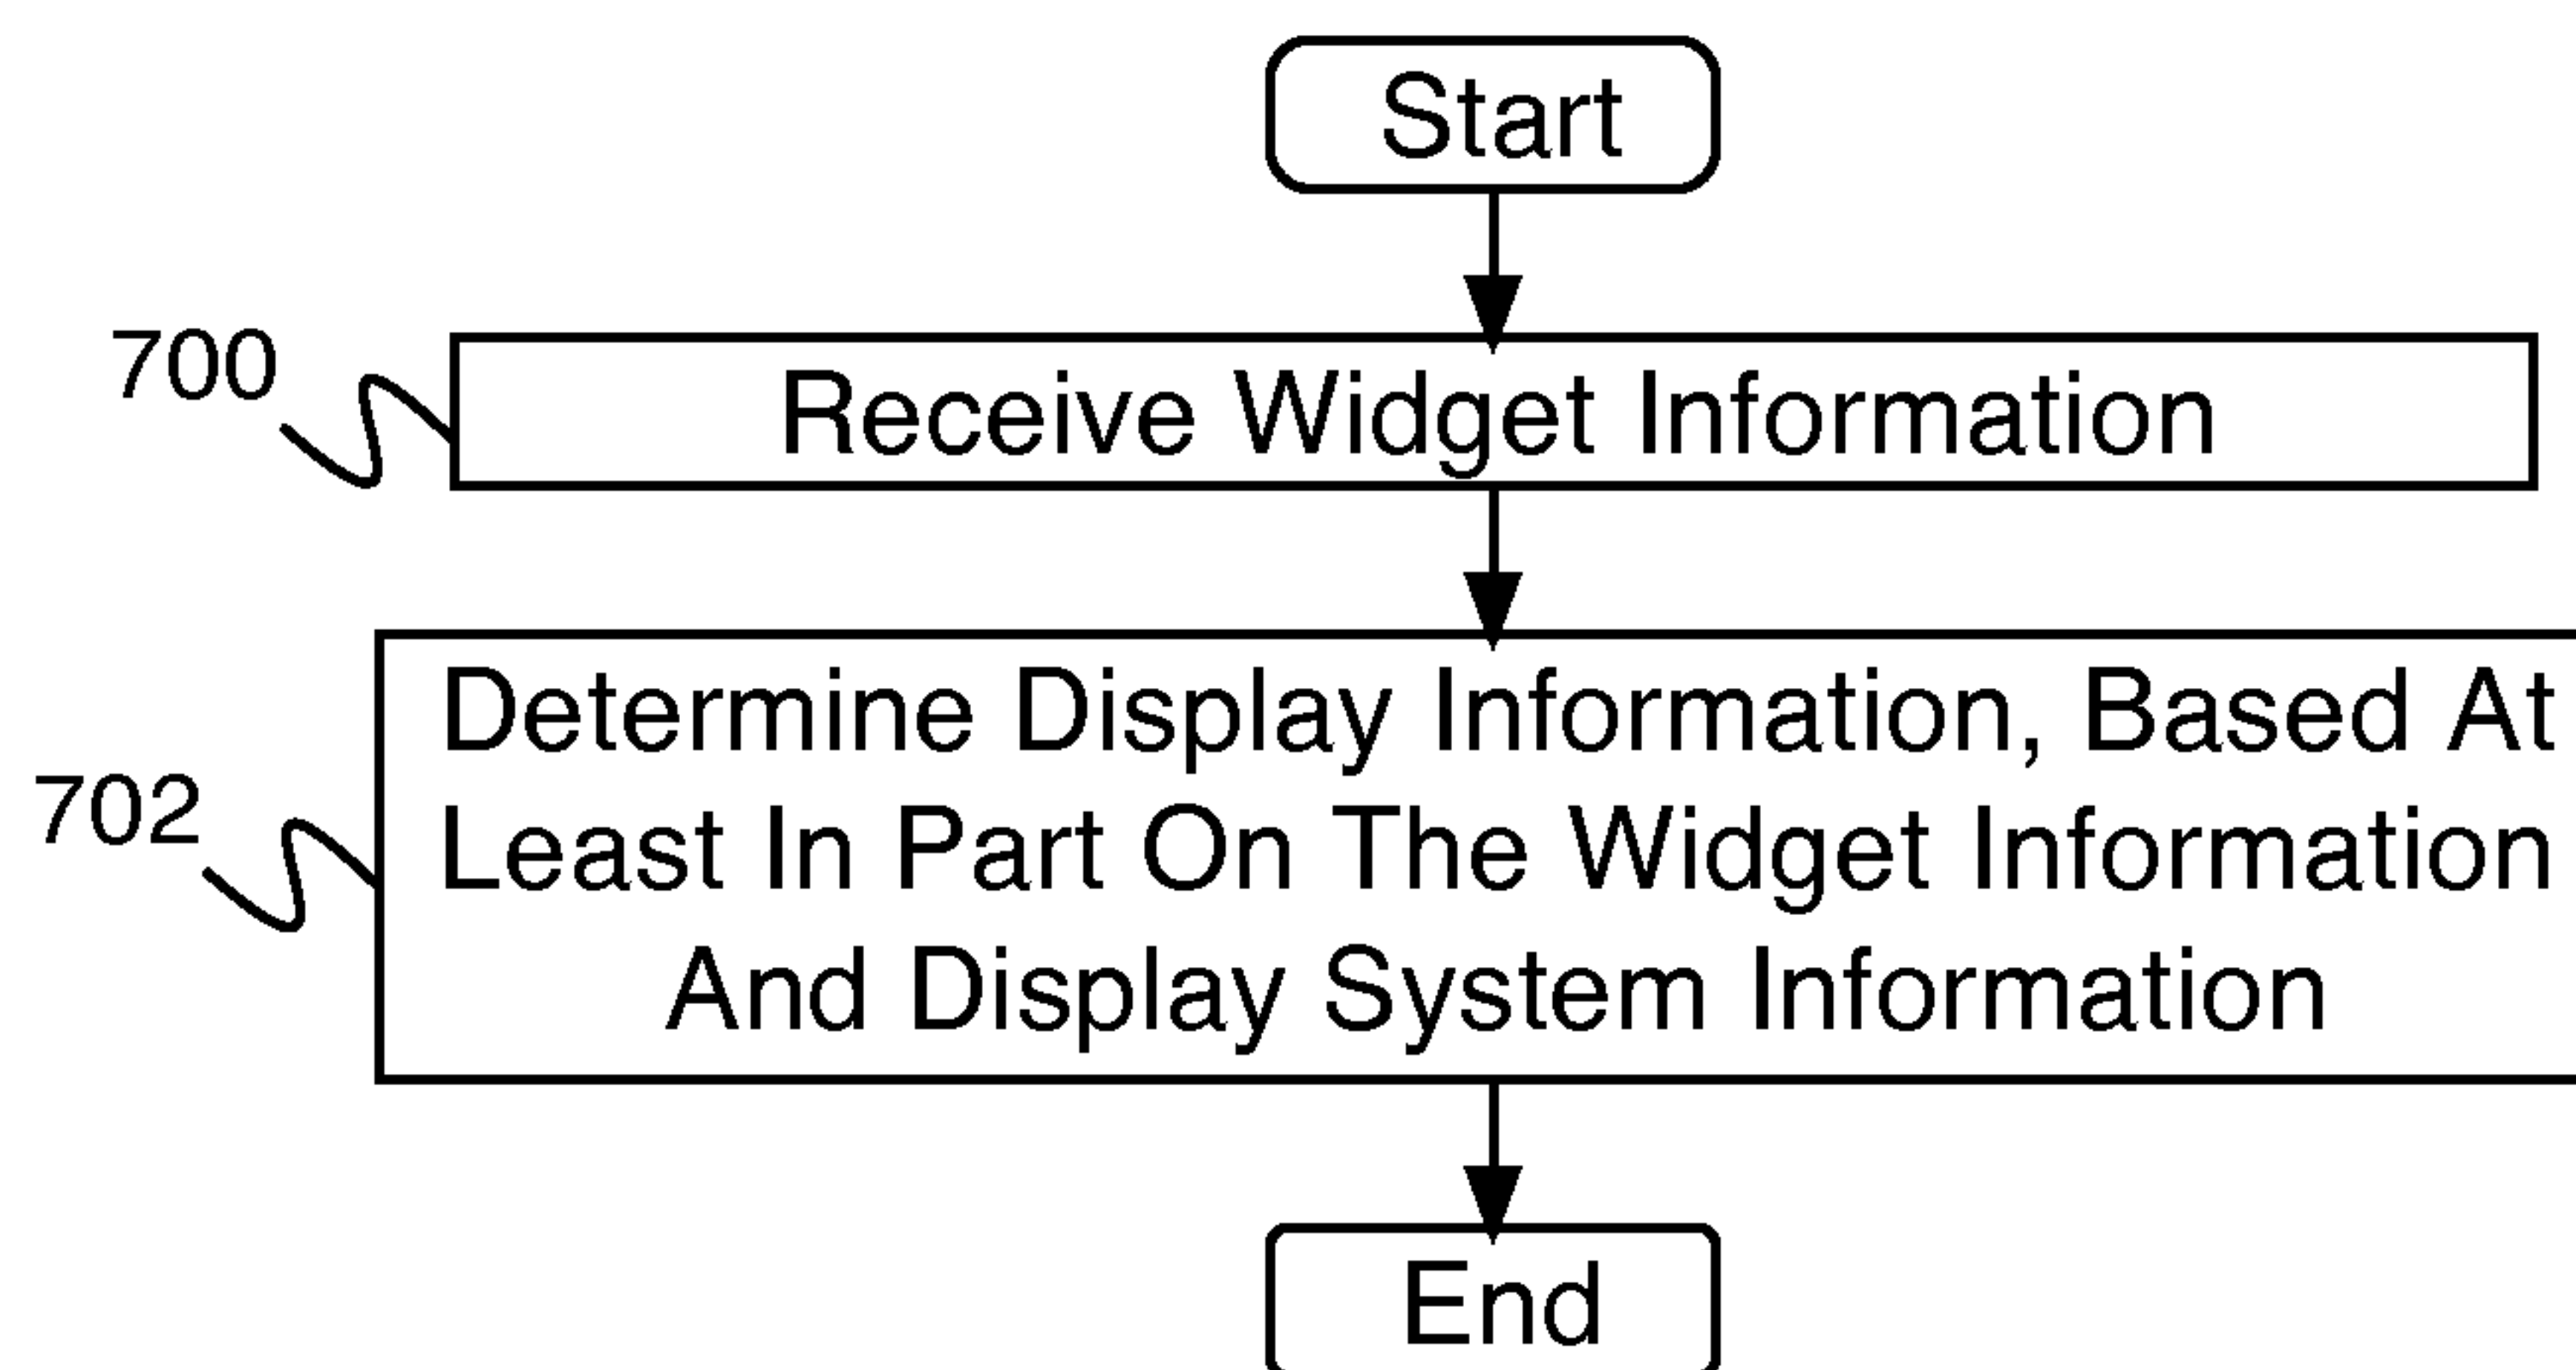 Start
700
Receive Widget Information
702
Determine Display Information, Based At
Least In Part On The Widget Information
And Display System Information
End